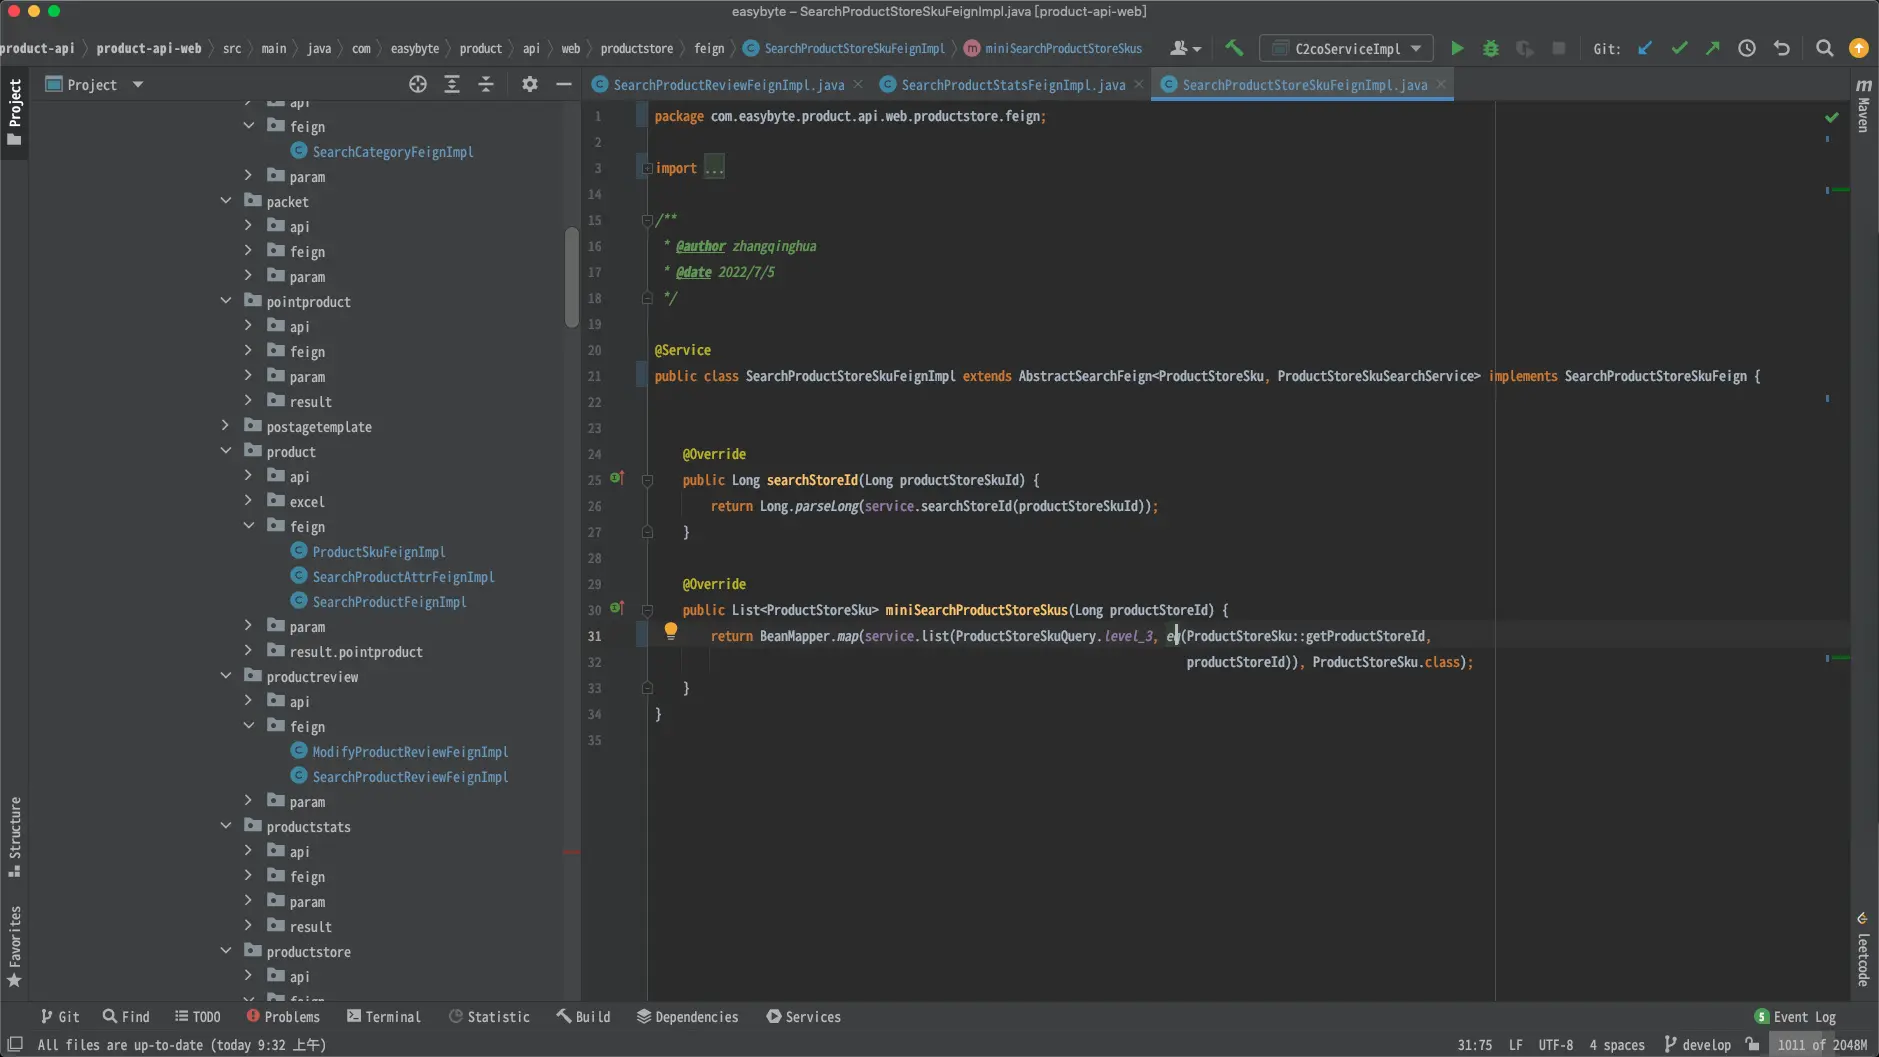 easybyte – SearchProductStoreSkuFeignImpl.java [product-api-web]
product-api product-api-web src main java com easybyte product api web productstore feign SearchProductStoreSkuFeignImpl miniSearchProductStoreSkus C2coServiceImpl Git:
Project
SearchProductReviewFeignImpl.java SearchProductStatsFeignImpl.java SearchProductStoreSkuFeignImpl.java
Project
Structure
Favorites
api
feign
SearchCategoryFeignImpl
param
packet
api
feign
param
pointproduct
api
feign
param
result
postagetemplate
product
api
excel
feign
ProductSkuFeignImpl
SearchProductAttrFeignImpl
SearchProductFeignImpl
param
result.pointproduct
productreview
api
feign
ModifyProductReviewFeignImpl
SearchProductReviewFeignImpl
param
productstats
api
feign
param
result
productstore
api
feign
1 package com.easybyte.product.api.web.productstore.feign;
2
3 import ...
14
15 /**
16 * @author zhangqinghua
17 * @date 2022/7/5
18 */
19
20 @Service
21 public class SearchProductStoreSkuFeignImpl extends AbstractSearchFeign<ProductStoreSku, ProductStoreSkuSearchService> implements SearchProductStoreSkuFeign {
22
23
24 @Override
25 public Long searchStoreId(Long productStoreSkuId) {
26 return Long.parseLong(service.searchStoreId(productStoreSkuId));
27 }
28
29 @Override
30 public List<ProductStoreSku> miniSearchProductStoreSkus(Long productStoreId) {
31 return BeanMapper.map(service.list(ProductStoreSkuQuery.level_3, eq(ProductStoreSku::getProductStoreId,
32 productStoreId)), ProductStoreSku.class);
33 }
34 }
35
m Maven
Leetcode
Git Find TODO Problems Terminal Statistic Build Dependencies Services 5 Event Log
All files are up-to-date (today 9:32 上午) 31:75 LF UTF-8 4 spaces develop 1011 of 2048M